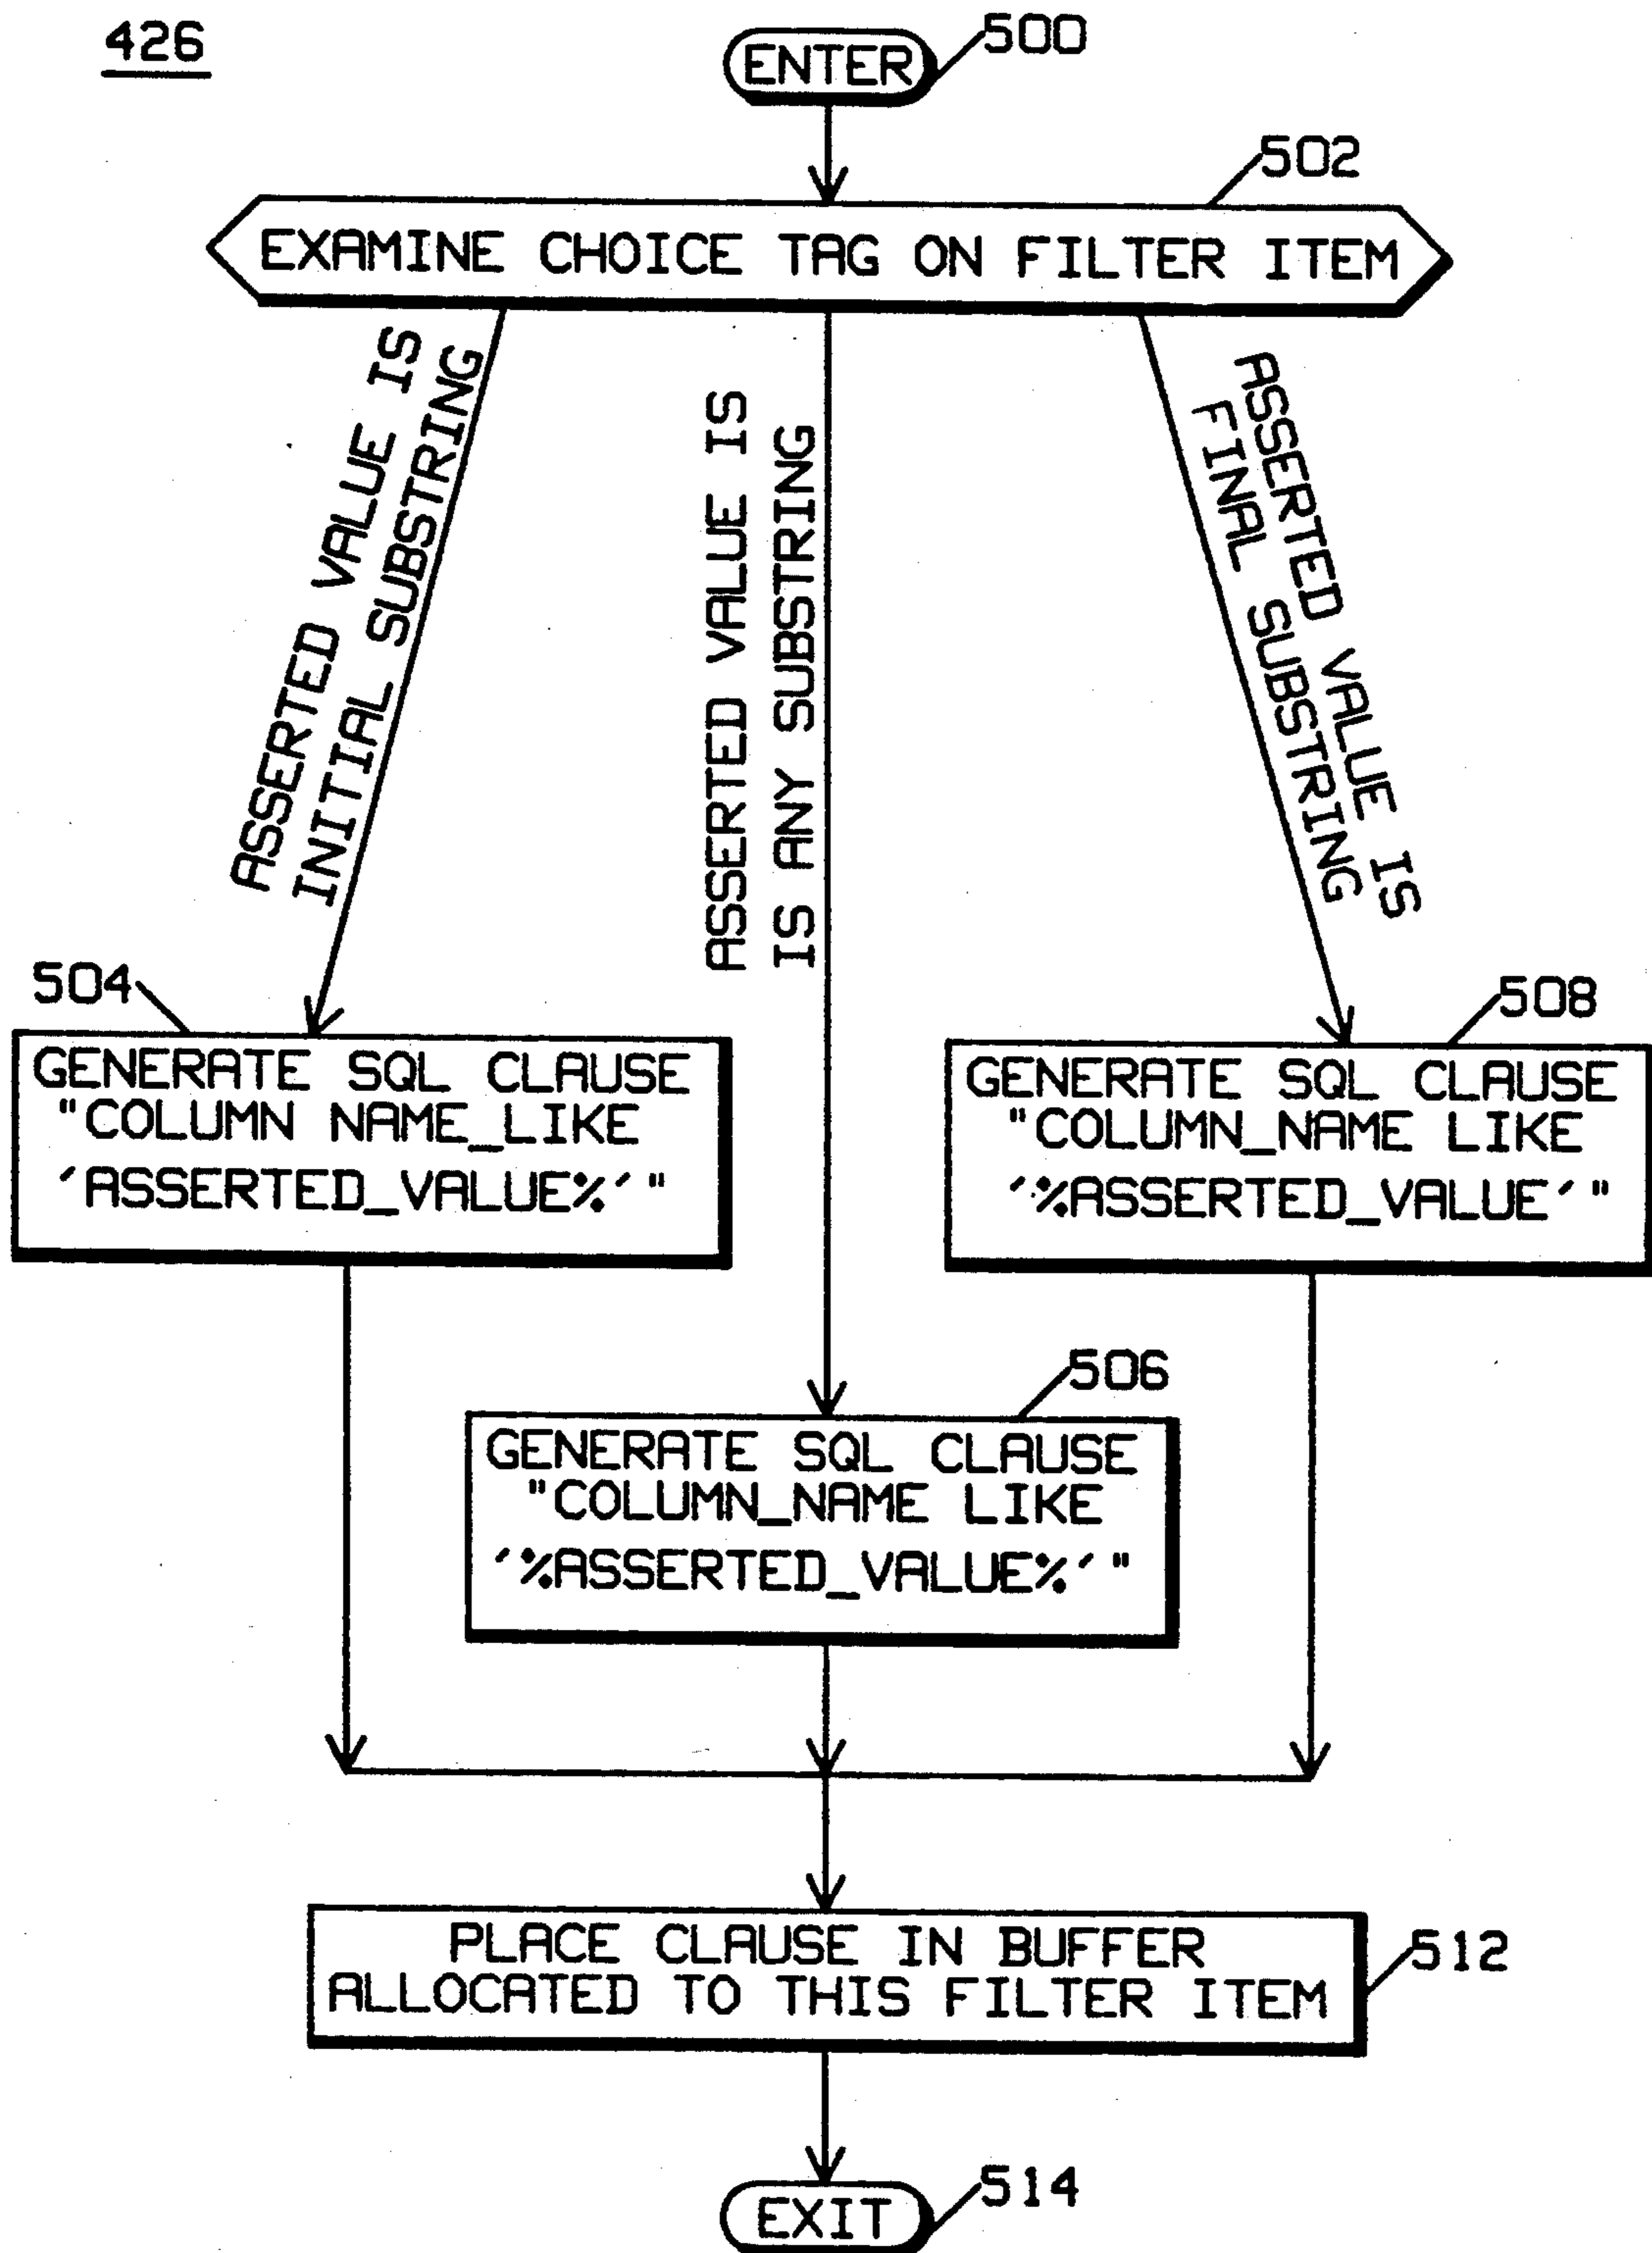 426
ENTER
500
502
EXAMINE CHOICE TAG ON FILTER ITEM
ASSERTED VALUE IS
INITIAL SUBSTRING
ASSERTED VALUE IS
IS ANY SUBSTRING
ASSERTED VALUE IS
FINAL SUBSTRING
504
GENERATE SQL CLAUSE
"COLUMN NAME_LIKE
'ASSERTED_VALUE%'"
508
GENERATE SQL CLAUSE
"COLUMN_NAME LIKE
'%ASSERTED_VALUE'"
506
GENERATE SQL CLAUSE
"COLUMN_NAME LIKE
'%ASSERTED_VALUE%'"
PLACE CLAUSE IN BUFFER
ALLOCATED TO THIS FILTER ITEM
512
EXIT
514